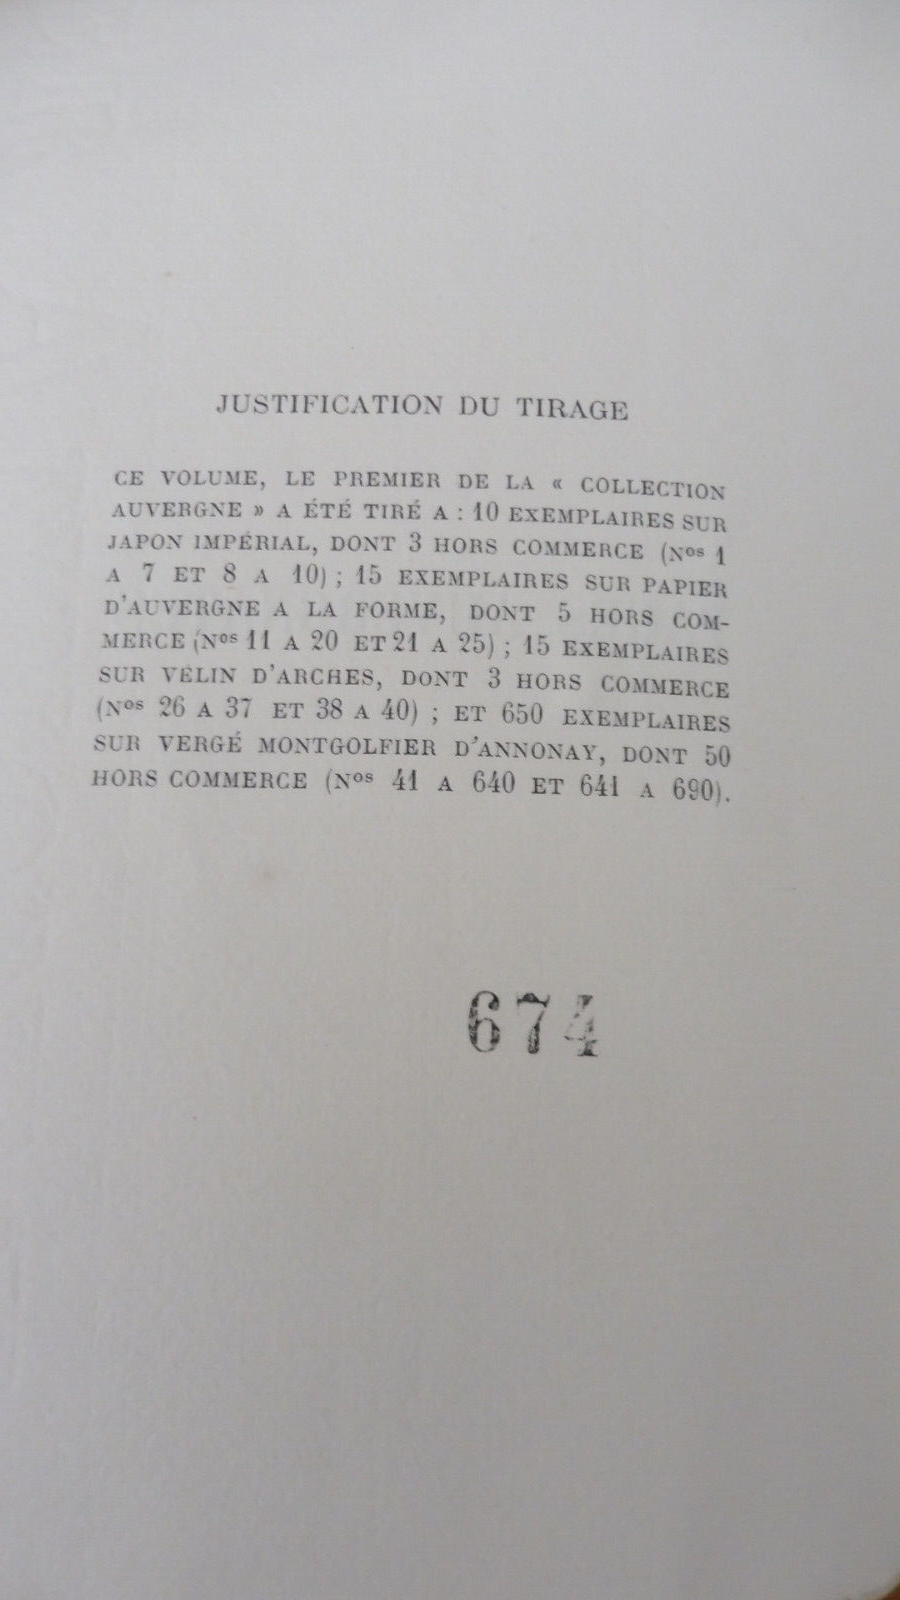 JUSTIFICATION DU TIRAGE
CE VOLUME, LE PREMIER DE LA « COLLECTION
AUVERGNE » A ÉTÉ TIRÉ A : 10 EXEMPLAIRES SUR
JAPON IMPÉRIAL, DONT 3 HORS COMMERCE (Nos 1
A 7 ET 8 A 10) ; 15 EXEMPLAIRES SUR PAPIER
D'AUVERGNE A LA FORME, DONT 5 HORS COM-
MERCE (Nos 11 A 20 ET 21 A 25) ; 15 EXEMPLAIRES
SUR VÉLIN D'ARCHES, DONT 3 HORS COMMERCE
(Nos 26 A 37 ET 38 A 40) ; ET 650 EXEMPLAIRES
SUR VERGÉ MONTGOLFIER D'ANNONAY, DONT 50
HORS COMMERCE (Nos 41 A 640 ET 641 A 690).
674